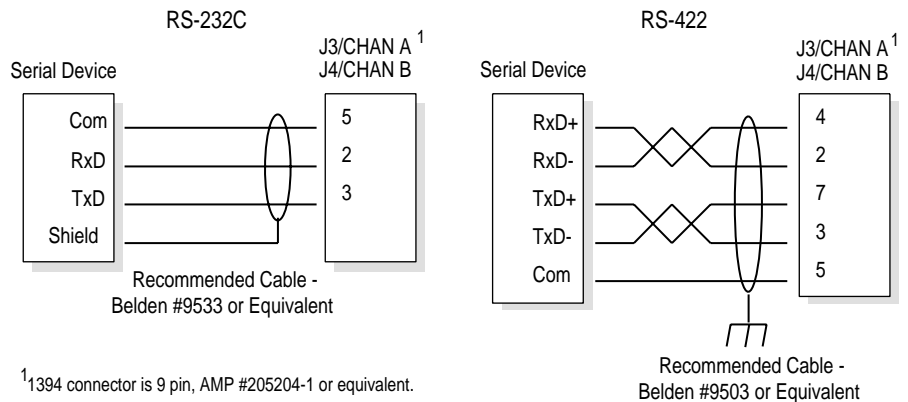 RS-232C
J3/CHAN A 1
J4/CHAN B
Serial Device
Com
RxD
TxD
Shield
5
2
3
Recommended Cable -
Belden #9533 or Equivalent
RS-422
J3/CHAN A 1
J4/CHAN B
Serial Device
RxD+
RxD-
TxD+
TxD-
Com
4
2
7
3
5
Recommended Cable -
Belden #9503 or Equivalent
1 1394 connector is 9 pin, AMP #205204-1 or equivalent.